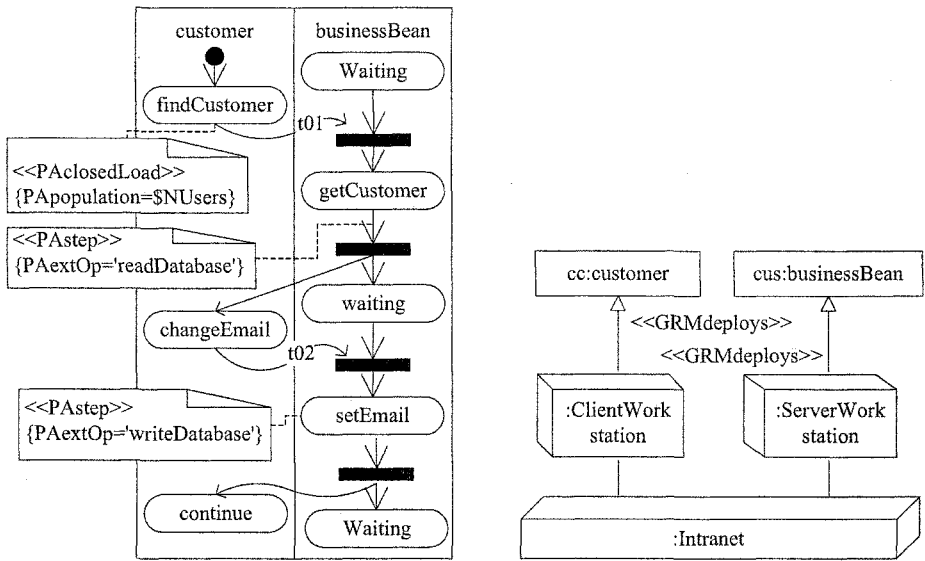 customer
businessBean
Waiting
findCustomer
t01
<<PAclosedLoad>>
{PApopulation=$NUsers}
getCustomer
<<PAstep>>
{PAextOp='readDatabase'}
waiting
changeEmail
t02
<<PAstep>>
{PAextOp='writeDatabase'}
setEmail
continue
Waiting
cc:customer
cus:businessBean
<<GRMdeploys>>
<<GRMdeploys>>
:ClientWork
station
:ServerWork
station
:Intranet